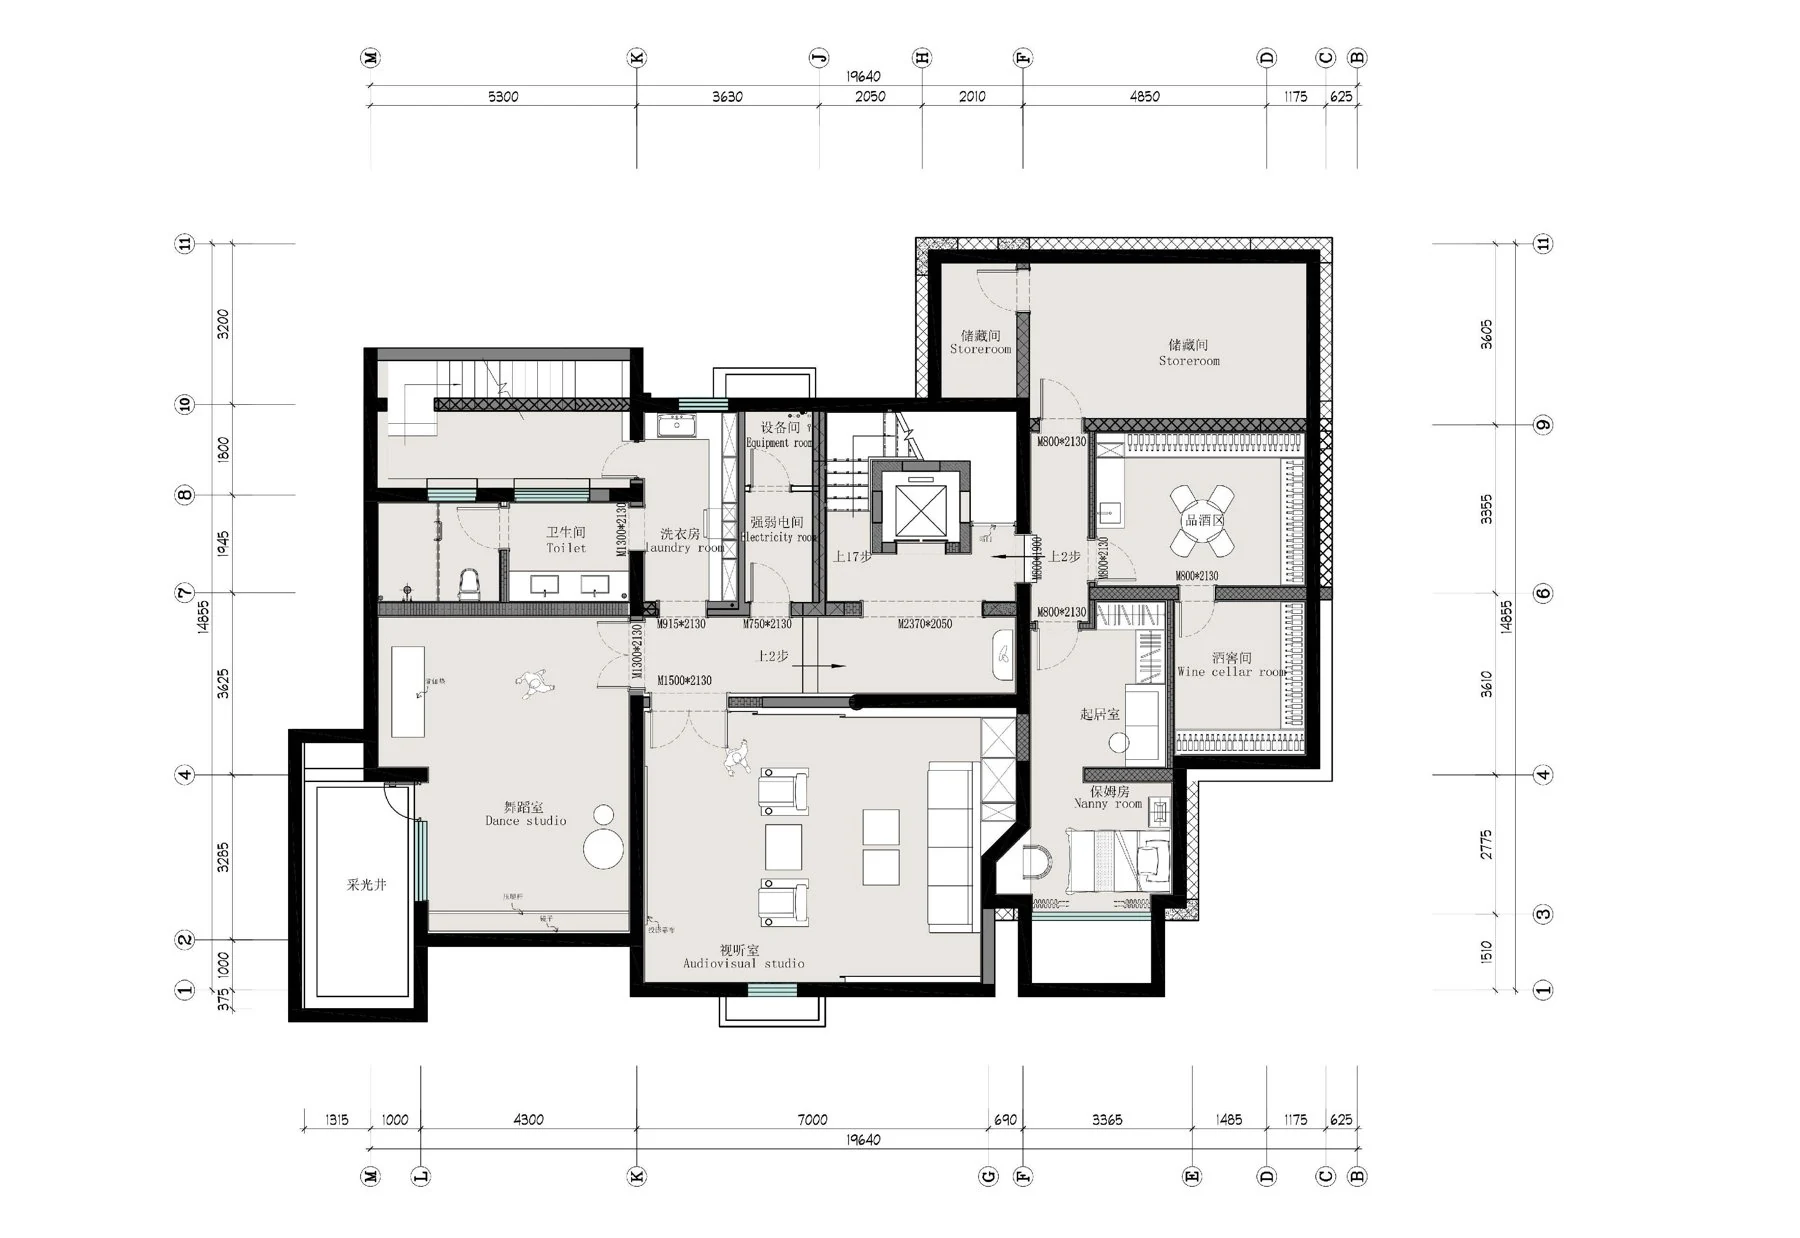 M K J H F D C B
19640
5300 3630 2050 2010 4850 1175 625
11
3200
10
1800
8
1945
7
14855
3625
4
3285
2
1000
1
375
11
3605
9
3355
6
14855
3610
4
2775
3
1510
1
储藏间
Storeroom
储藏间
Storeroom
设备间
Equipment room
M800*2130
强弱电间
Electricity room
卫生间
Toilet
M1300*2130
洗衣房
laundry room
品酒区
上17步
M800*1900
上2步
M800*2130
M800*2130
M915*2130
M750*2130
M2370*2050
M800*2130
M1300*2130
上2步
M1500*2130
酒窖间
Wine cellar room
起居室
保姆房
Nanny room
舞蹈室
Dance studio
采光井
镜子
视听室
Audiovisual studio
1315 1000 4300 7000 690 3365 1485 1175 625
19640
M L K G F E D C B